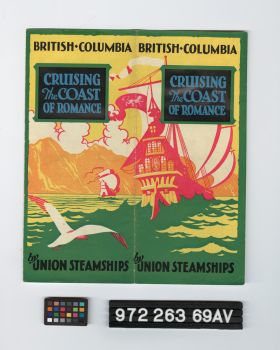 BRITISH-COLUMBIA
CRUISING
The COAST
OF ROMANCE
by UNION STEAMSHIPS
BRITISH-COLUMBIA
CRUISING
The COAST
OF ROMANCE
by UNION STEAMSHIPS
972 263 69AV